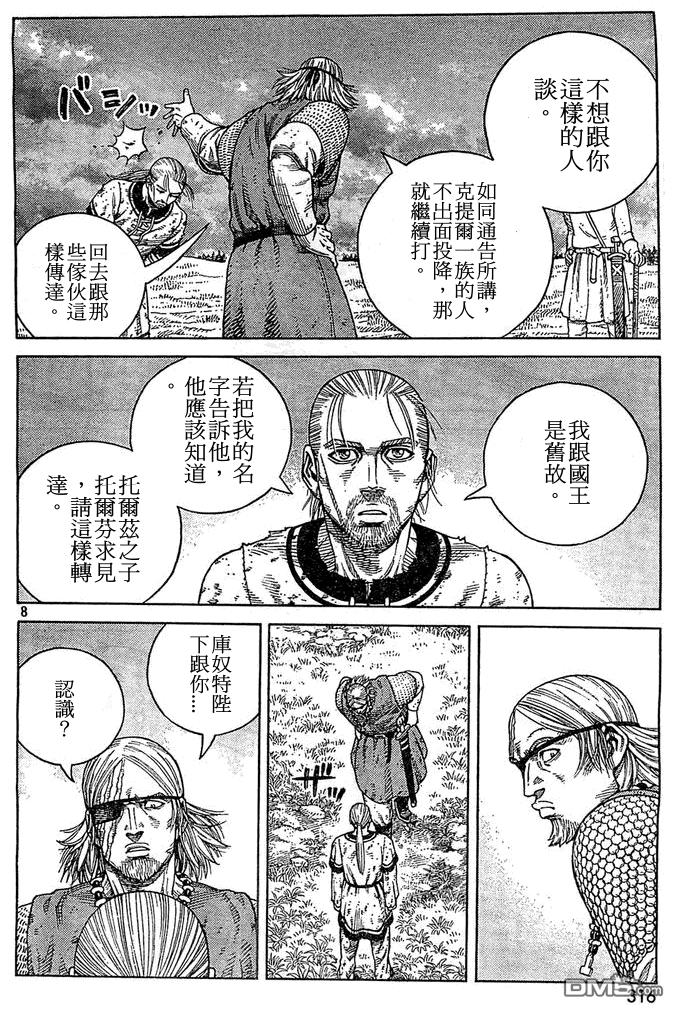 不想跟你
這樣的人
談。
如同通告所講，
克提爾一族的人
不出面投降，那
就繼續打。
バシッ
回去跟那
些傢伙這
樣傳達。
我跟國王
是舊故。
若把我的名
字告訴他，
他應該知道
。
托爾茲之子
托爾芬求見
，請這樣轉
達。
8
ザッ
庫奴特陛
下跟你……
認識？
316